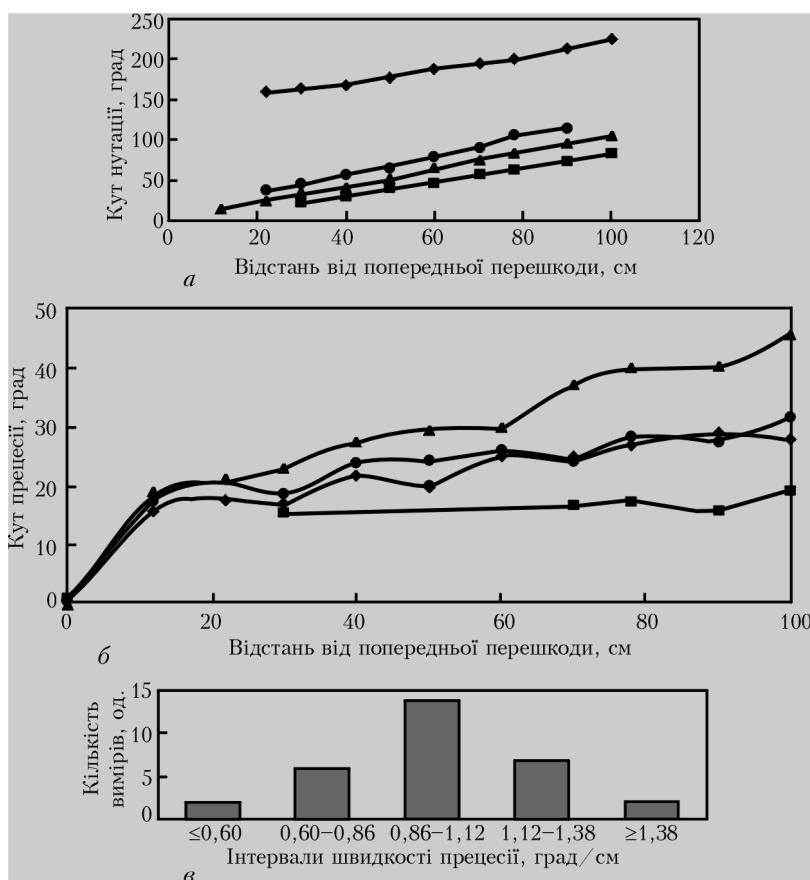 250
200
150
100
50
0
Кут нутації, град
0 20 40 60 80 100 120
Відстань від попередньої перешкоди, см
а
50
40
30
20
10
0
Кут прецесії, град
0 20 40 60 80 100
Відстань від попередньої перешкоди, см
б
15
10
5
0
Кількість
вимірів, од.
≤0,60 0,60–0,86 0,86–1,12 1,12–1,38 ≥1,38
Інтервали швидкості прецесії, град/см
в